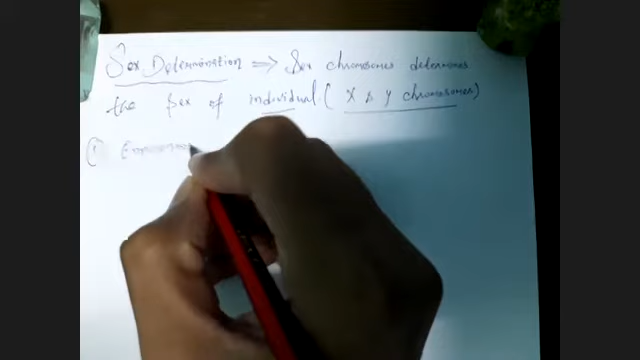 Sex Determination ⇒ Sex chromosomes determines
the sex of individual (X & Y chromosomes)
①